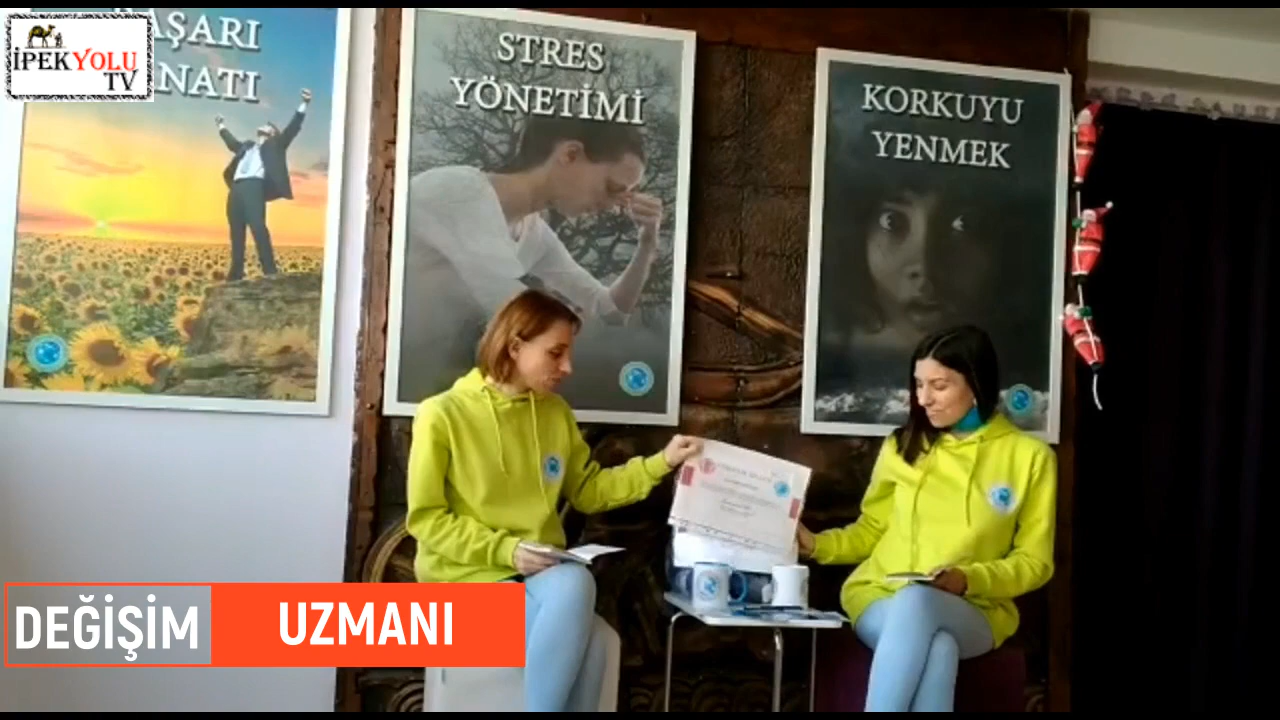 İPEKYOLU
TV
AŞARI
NATI
STRES
YÖNETİMİ
KORKUYU
YENMEK
DEĞİŞİM
UZMANI